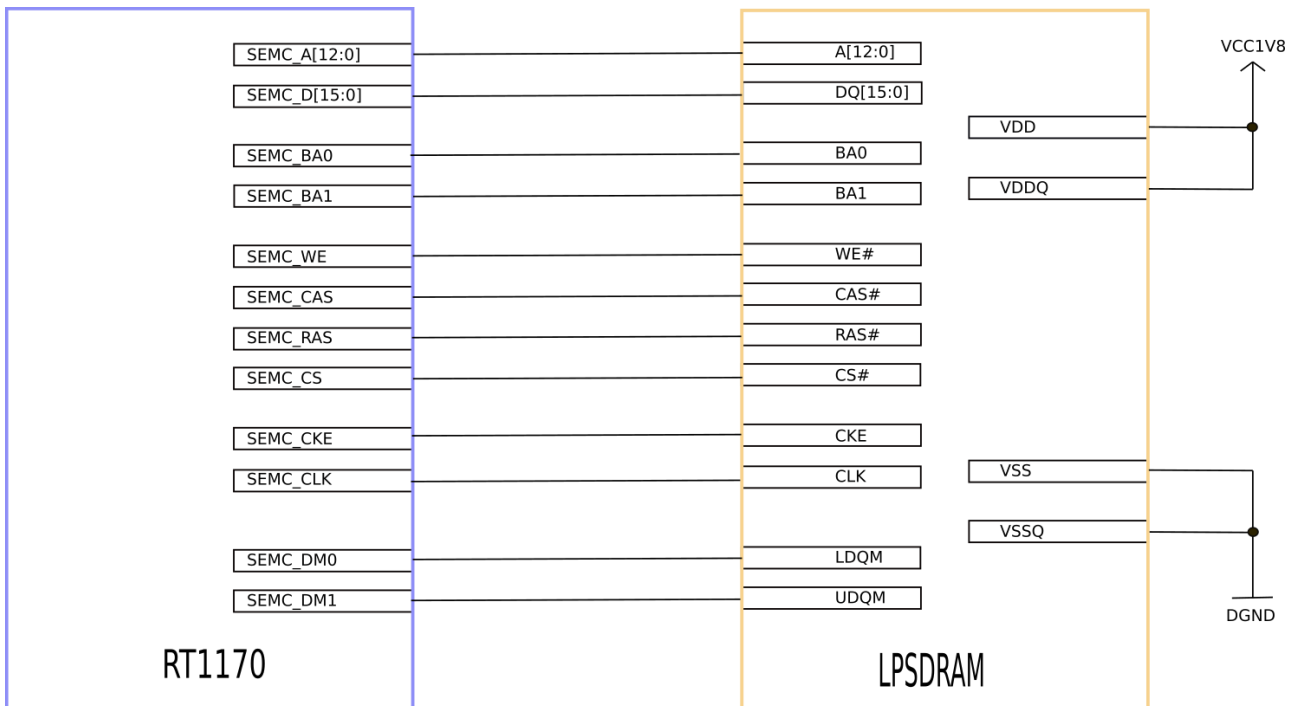 SEMC_A[12:0]
SEMC_D[15:0]
SEMC_BA0
SEMC_BA1
SEMC_WE
SEMC_CAS
SEMC_RAS
SEMC_CS
SEMC_CKE
SEMC_CLK
SEMC_DM0
SEMC_DM1
RT1170
A[12:0]
DQ[15:0]
BA0
BA1
WE#
CAS#
RAS#
CS#
CKE
CLK
LDQM
UDQM
LPSDRAM
VDD
VDDQ
VSS
VSSQ
VCC1V8
DGND